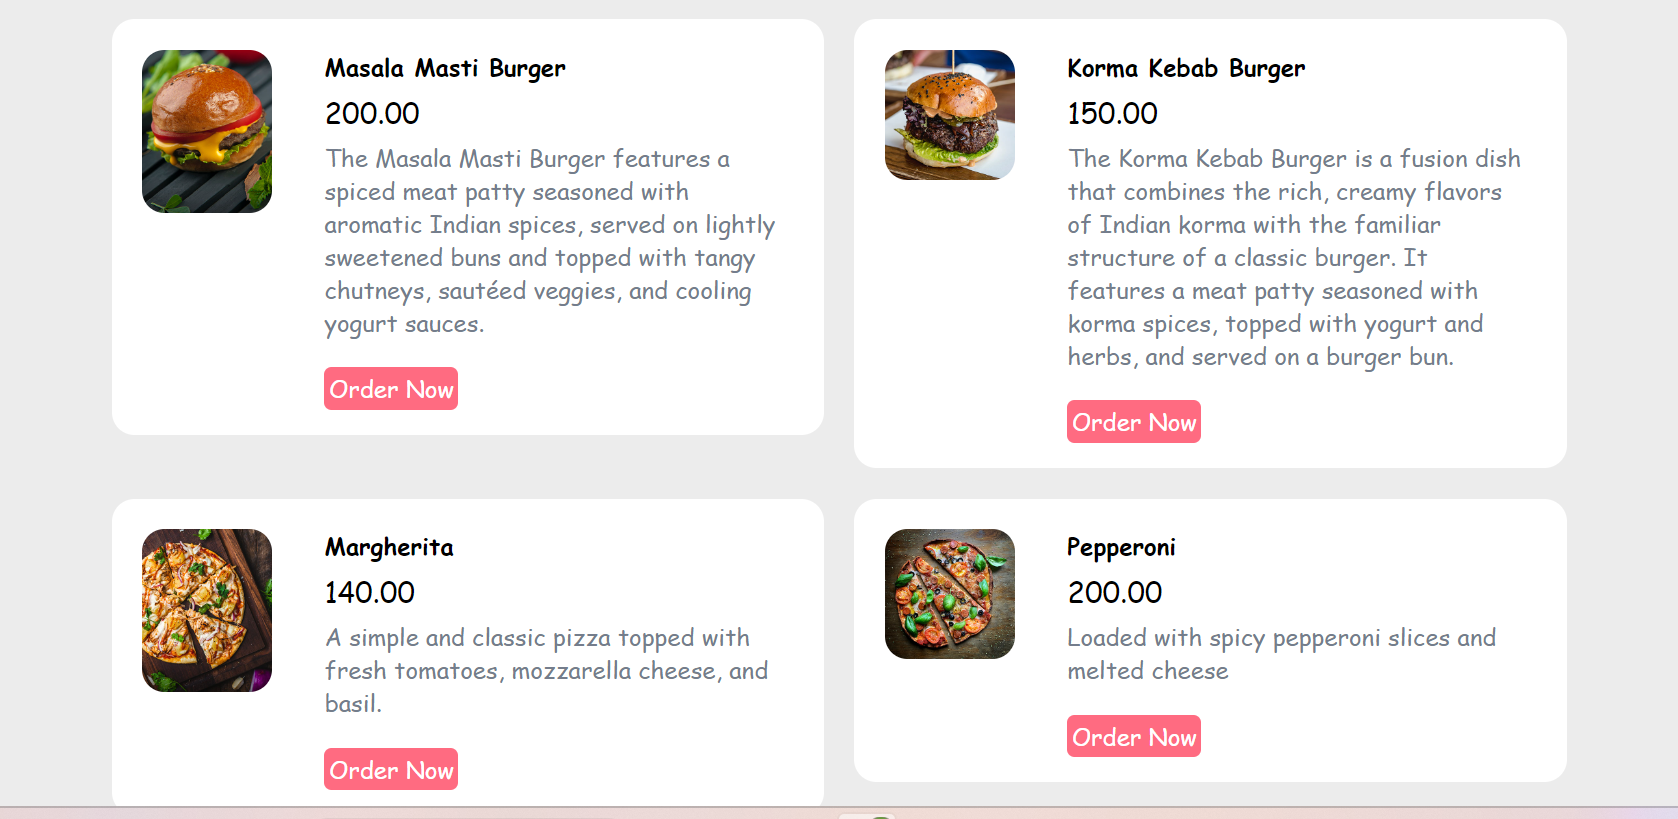 Masala Masti Burger
200.00
The Masala Masti Burger features a
spiced meat patty seasoned with
aromatic Indian spices, served on lightly
sweetened buns and topped with tangy
chutneys, sautéed veggies, and cooling
yogurt sauces.
Order Now
Korma Kebab Burger
150.00
The Korma Kebab Burger is a fusion dish
that combines the rich, creamy flavors
of Indian korma with the familiar
structure of a classic burger. It
features a meat patty seasoned with
korma spices, topped with yogurt and
herbs, and served on a burger bun.
Order Now
Margherita
140.00
A simple and classic pizza topped with
fresh tomatoes, mozzarella cheese, and
basil.
Order Now
Pepperoni
200.00
Loaded with spicy pepperoni slices and
melted cheese
Order Now